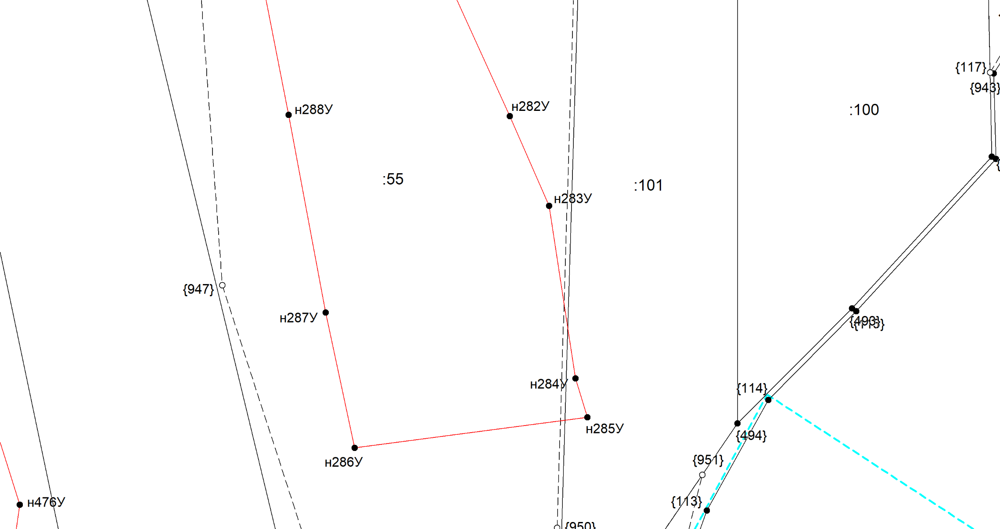 {117}
{943}
н288У
н282У
:100
:55
:101
н283У
{947}
н287У
{493}
н284У
{114}
н285У
{494}
н286У
{951}
н476У
{113}
{950}